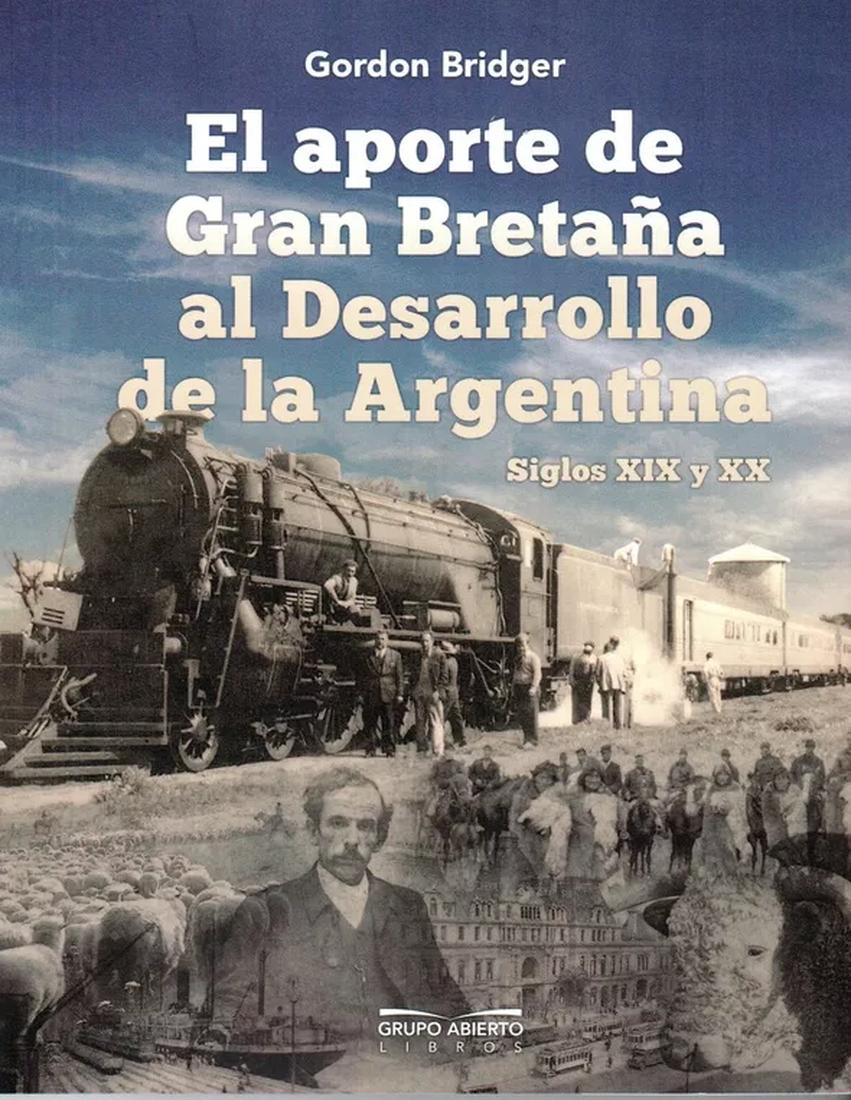 Gordon Bridger
El aporte de
Gran Bretaña
al Desarrollo
de la Argentina
Siglos XIX y XX
GRUPO ABIERTO
LIBROS